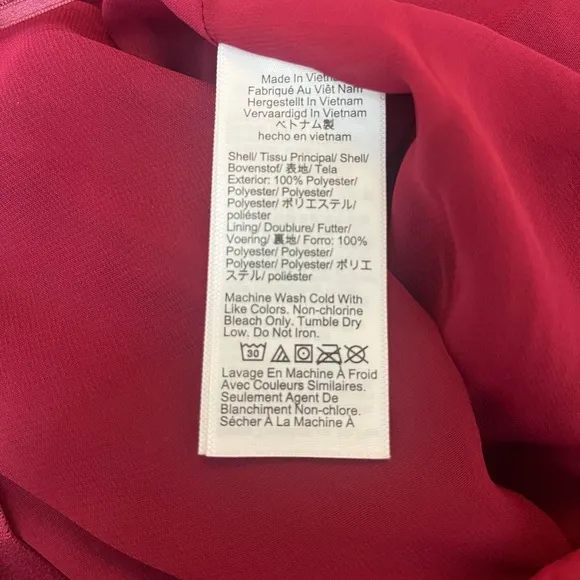 Made In Vietnam
Fabriqué Au Viêt Nam
Hergestellt In Vietnam
Vervaardigd In Vietnam
ベトナム製
hecho en vietnam
Shell/ Tissu Principal/ Shell/
Bovenstof/ 表地/ Tela
Exterior: 100% Polyester/
Polyester/ Polyester/
Polyester/ ポリエステル/
poliéster
Lining/ Doublure/ Futter/
Voering/ 裏地/ Forro: 100%
Polyester/ Polyester/
Polyester/ Polyester/ ポリエ
ステル/ poliéster
Machine Wash Cold With
Like Colors. Non-chlorine
Bleach Only. Tumble Dry
Low. Do Not Iron.
30
Lavage En Machine À Froid
Avec Couleurs Similaires.
Seulement Agent De
Blanchiment Non-chlore.
Sécher À La Machine À